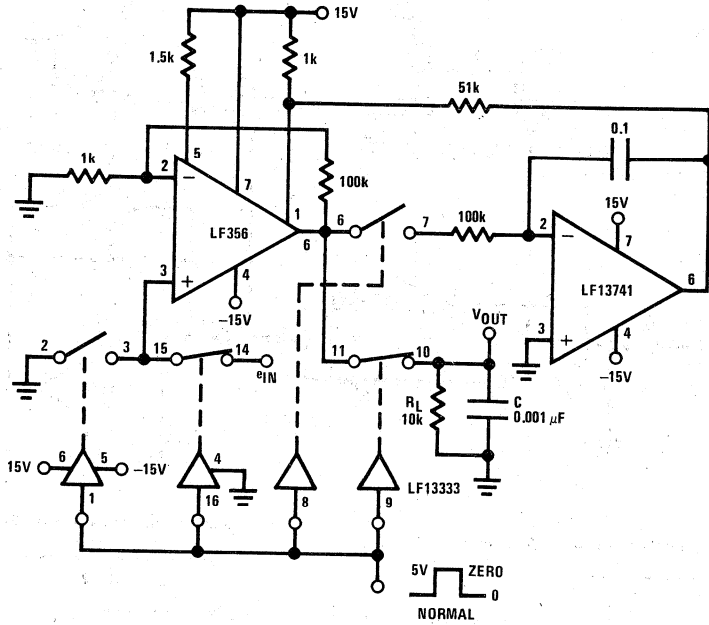 15V
1.5k
1k
51k
0.1
1k
2
5
7
100k
1
6
LF356
3
4
−15V
6
7
100k
2
15V
7
LF13741
6
3
4
−15V
VOUT
2
3
15
14
eIN
11
10
RL
10k
C
0.001 μF
15V
6
5
−15V
1
4
16
8
9
LF13333
5V
ZERO
0
NORMAL